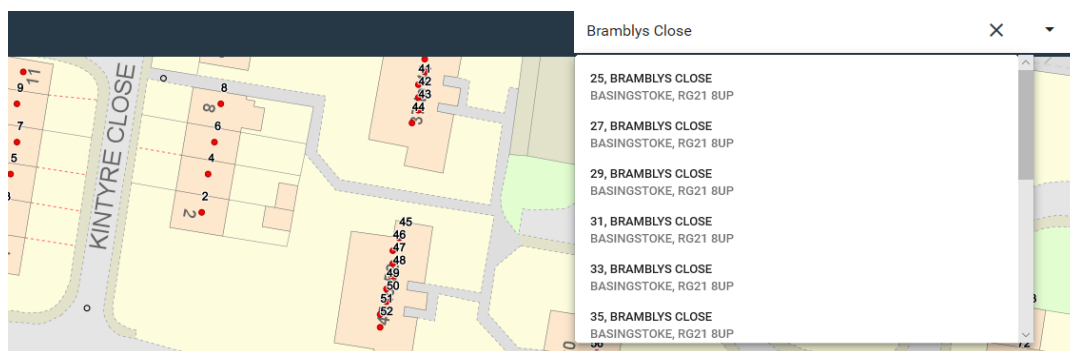 Bramblys Close
25, BRAMBLYS CLOSE
BASINGSTOKE, RG21 8UP
27, BRAMBLYS CLOSE
BASINGSTOKE, RG21 8UP
29, BRAMBLYS CLOSE
BASINGSTOKE, RG21 8UP
31, BRAMBLYS CLOSE
BASINGSTOKE, RG21 8UP
33, BRAMBLYS CLOSE
BASINGSTOKE, RG21 8UP
35, BRAMBLYS CLOSE
BASINGSTOKE, RG21 8UP
KINTYRE CLOSE
11
9
7
5
8
8
6
4
2
2
41
42
43
44
45
46
47
48
49
50
51
52